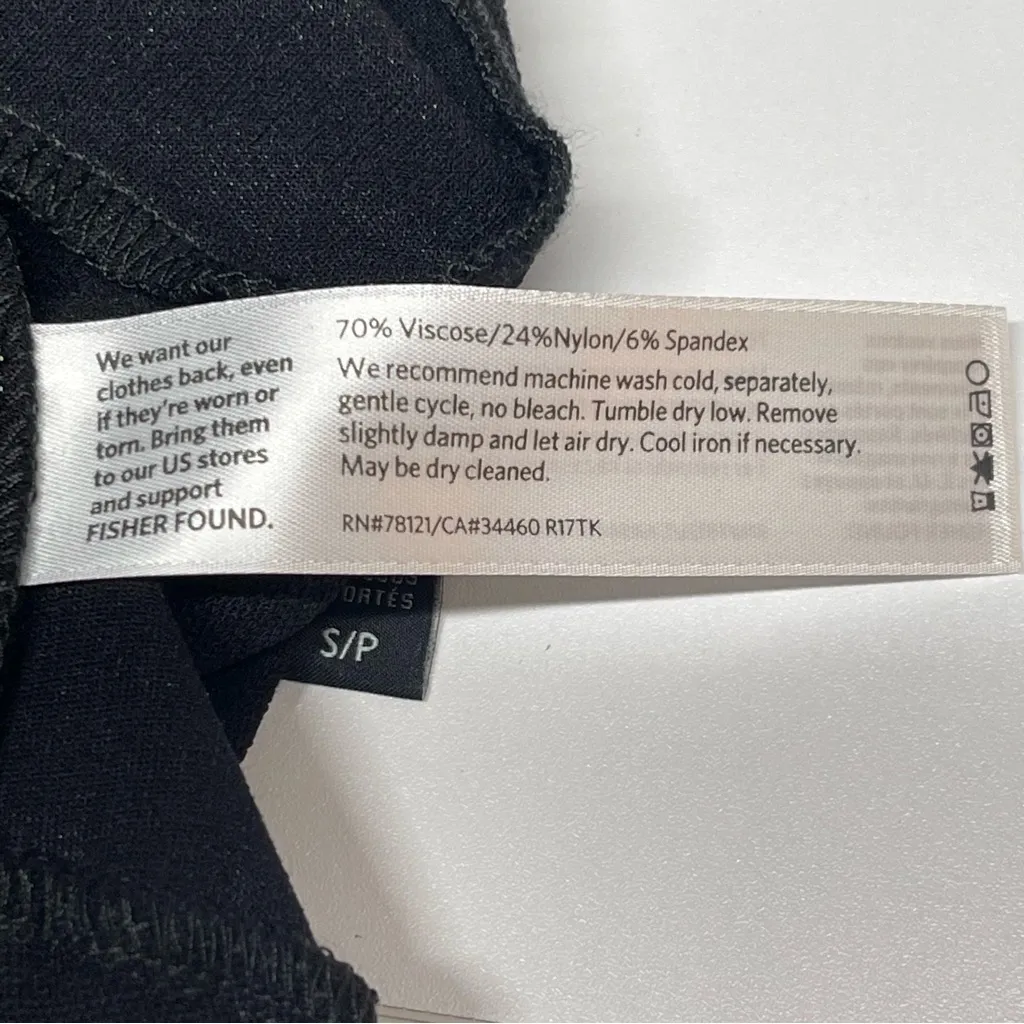 We want our
clothes back, even
if they're worn or
torn. Bring them
to our US stores
and support
FISHER FOUND.
70% Viscose/24%Nylon/6% Spandex
We recommend machine wash cold, separately,
gentle cycle, no bleach. Tumble dry low. Remove
slightly damp and let air dry. Cool iron if necessary.
May be dry cleaned.
RN#78121/CA#34460 R17TK
ORTÉS
S/P